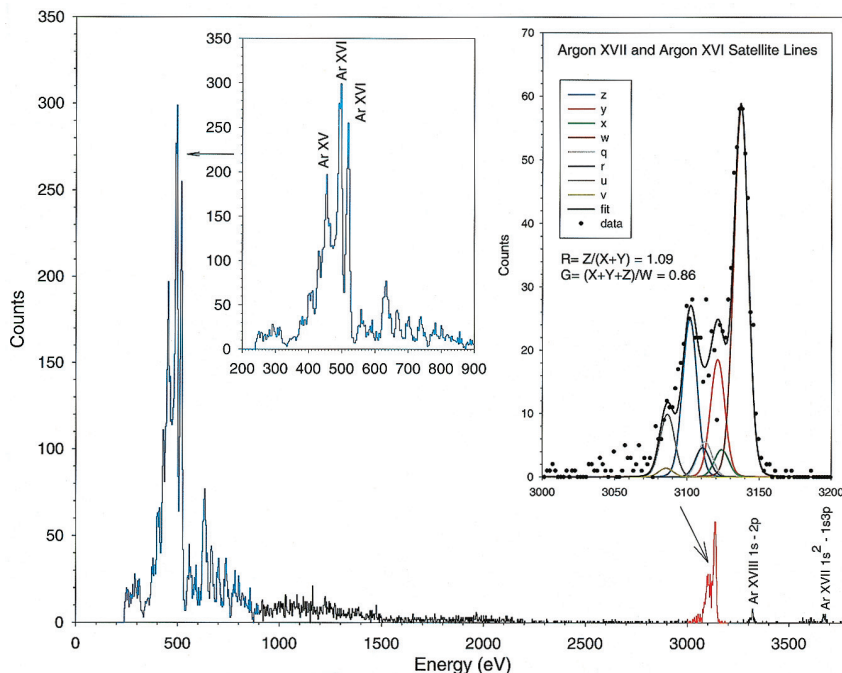 350
300
250
200
150
100
50
0
Counts
0
500
1000
1500
2000
2500
3000
3500
Energy (eV)
350
300
250
200
150
100
50
0
200
300
400
500
600
700
800
900
Ar XV
Ar XVI
Ar XVI
70
60
50
40
30
20
10
0
Counts
3000
3050
3100
3150
3200
Argon XVII and Argon XVI Satellite Lines
z
y
x
w
q
r
u
v
fit
data
R= Z/(X+Y) = 1.09
G= (X+Y+Z)/W = 0.86
Ar XVIII 1s - 2p
Ar XVII 1s² - 1s3p